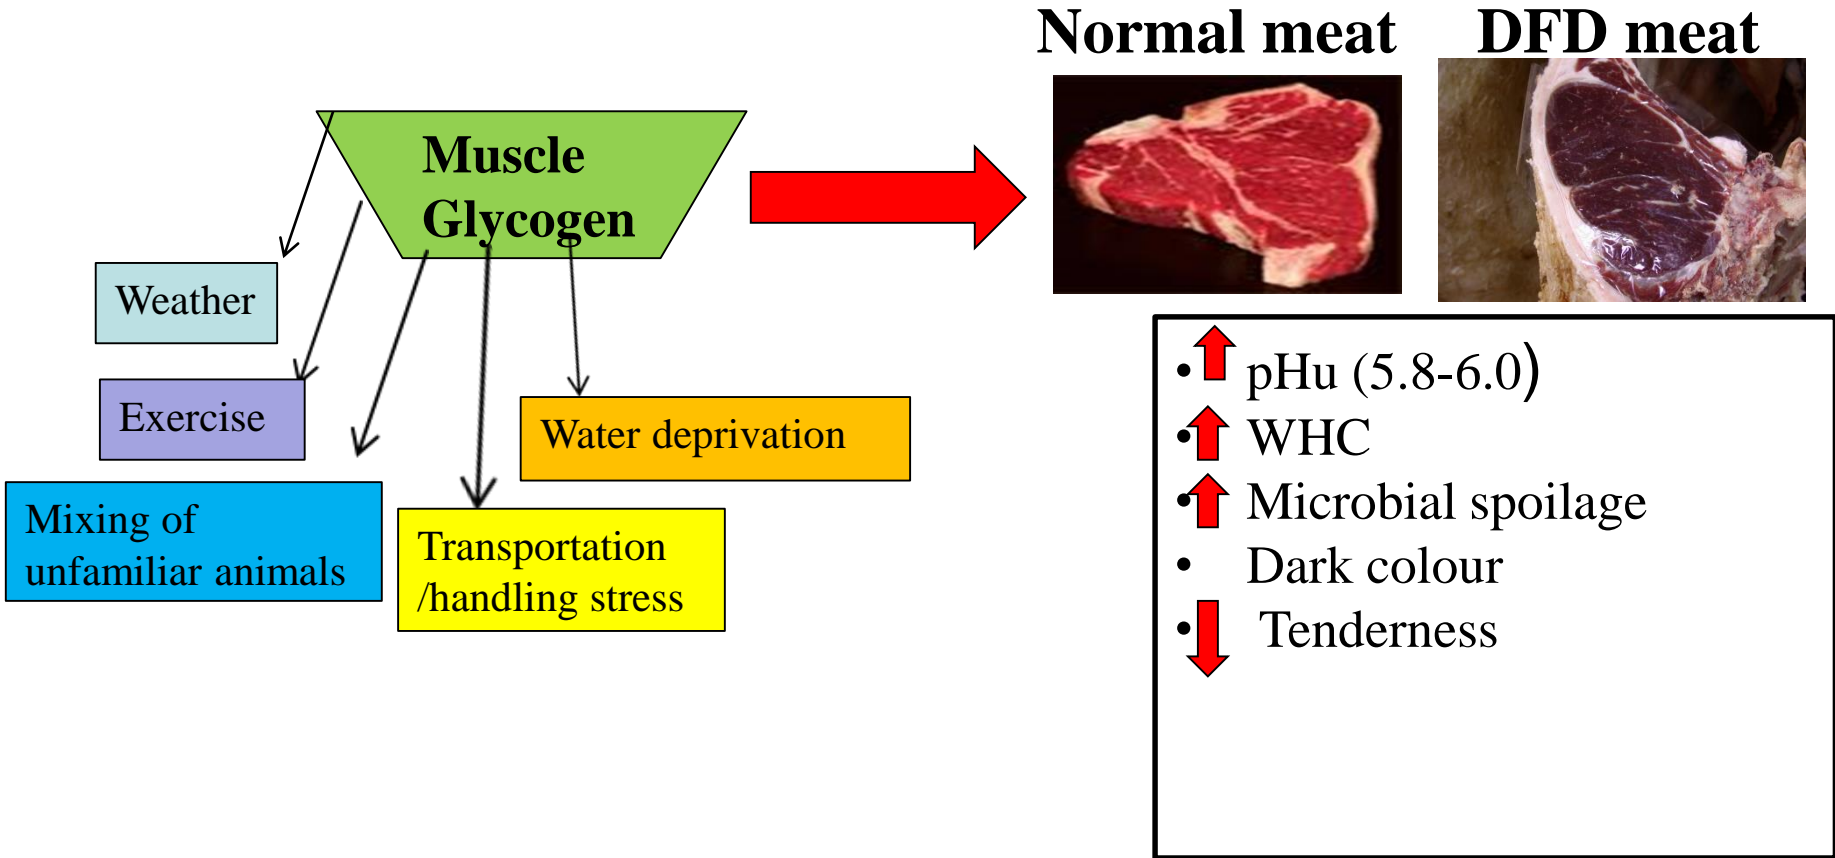 Normal meat
DFD meat
Muscle
Glycogen
Weather
Exercise
Mixing of
unfamiliar animals
Transportation
/handling stress
Water deprivation
• pHu (5.8-6.0)
• WHC
• Microbial spoilage
• Dark colour
• Tenderness